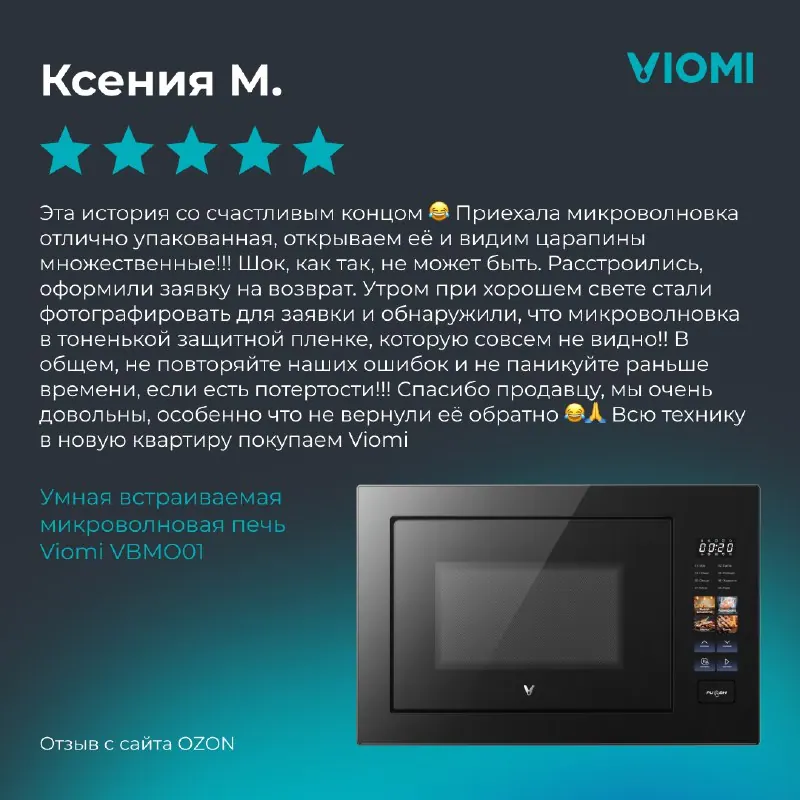 Ксения М.
VIOMI
Эта история со счастливым концом 😂 Приехала микроволновка
отлично упакованная, открываем её и видим царапины
множественные!!! Шок, как так, не может быть. Расстроились,
оформили заявку на возврат. Утром при хорошем свете стали
фотографировать для заявки и обнаружили, что микроволновка
в тоненькой защитной пленке, которую совсем не видно!! В
общем, не повторяйте наших ошибок и не паникуйте раньше
времени, если есть потертости!!! Спасибо продавцу, мы очень
довольны, особенно что не вернули её обратно 😂🙏 Всю технику
в новую квартиру покупаем Viomi
Умная встраиваемая
микроволновая печь
Viomi VBMO01
00:20
Отзыв с сайта OZON